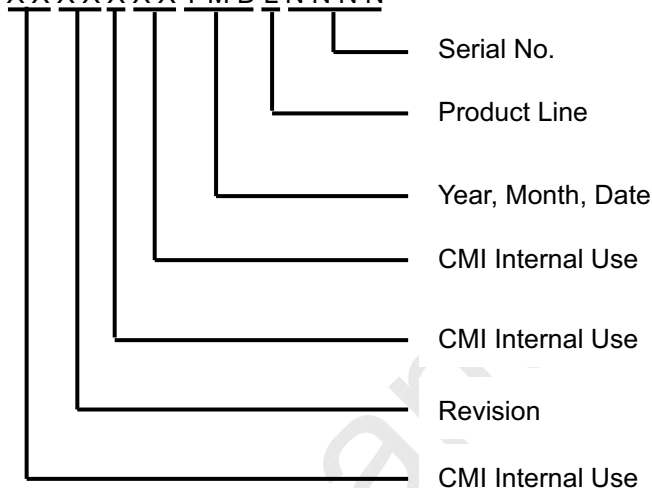 X X X X X X X Y M D L N N N N
Serial No.
Product Line
Year, Month, Date
CMI Internal Use
CMI Internal Use
Revision
CMI Internal Use